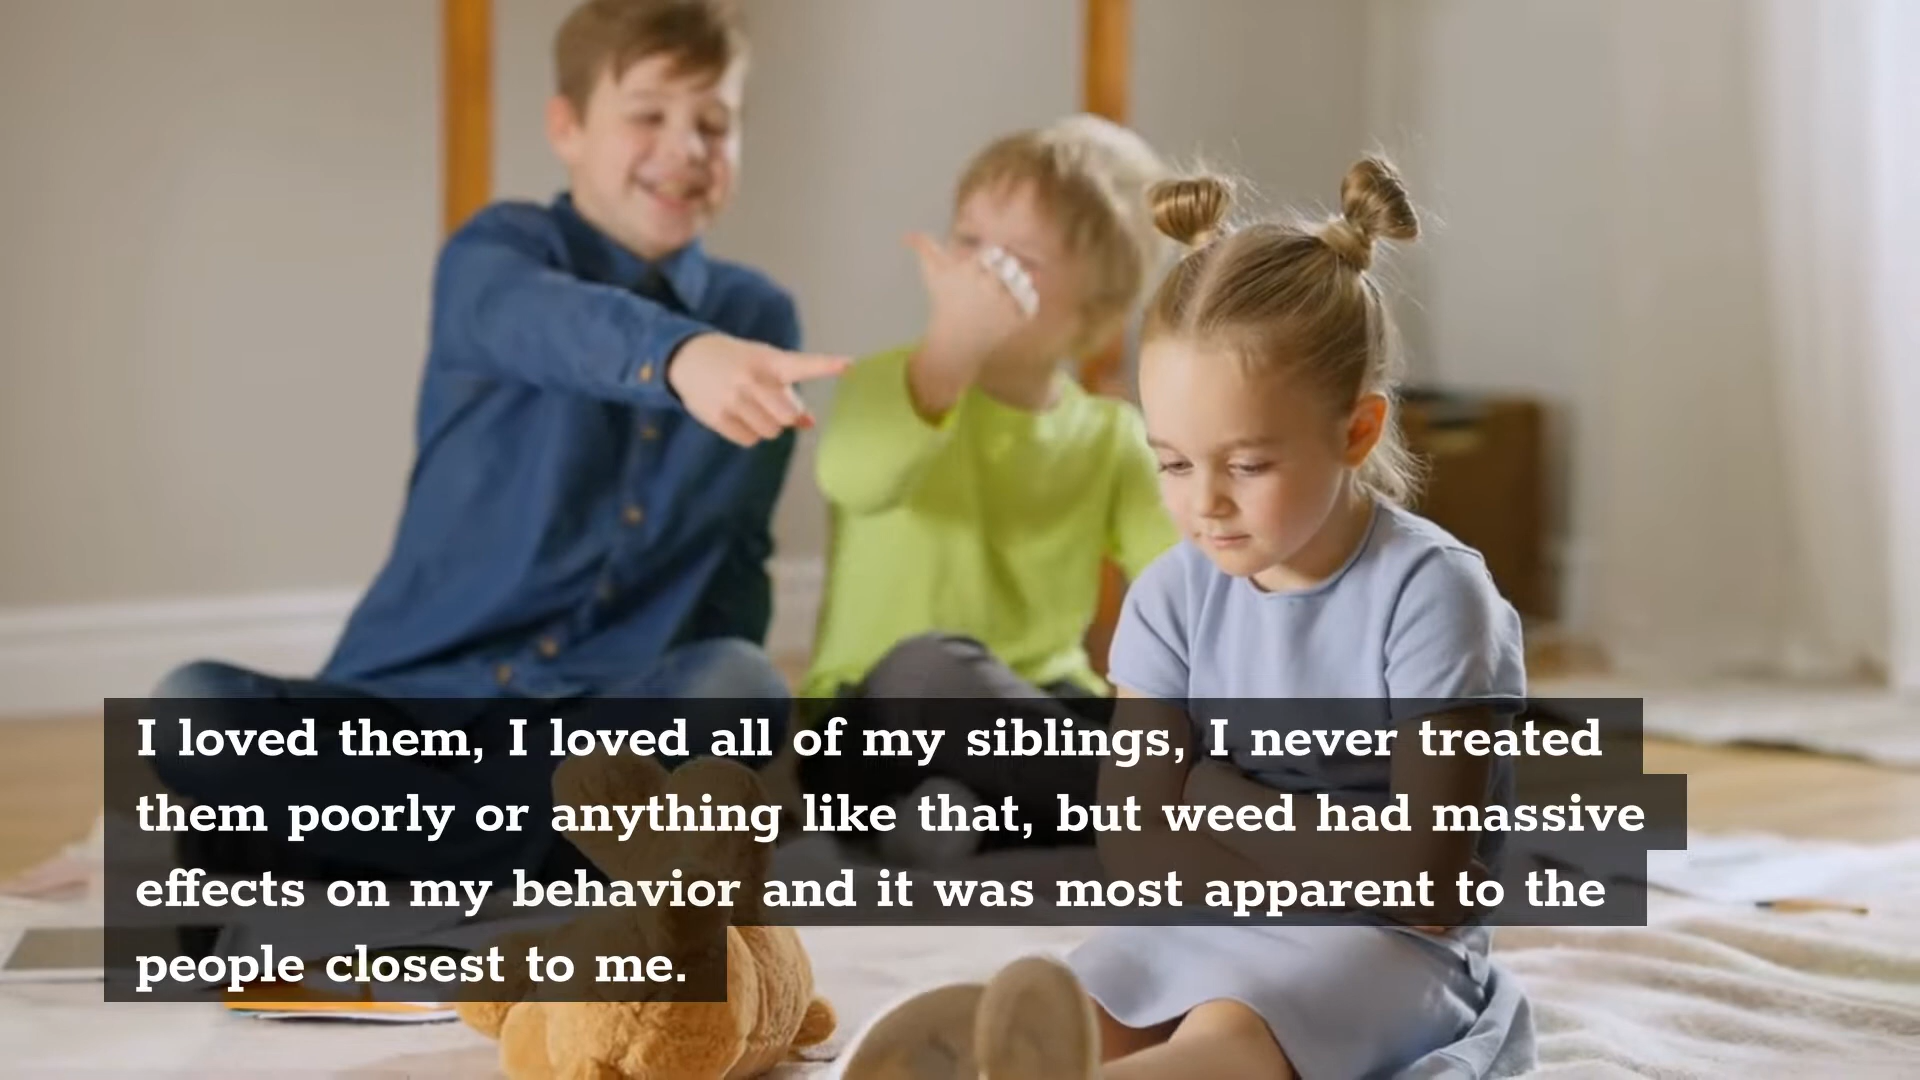 I loved them, I loved all of my siblings, I never treated
them poorly or anything like that, but weed had massive
effects on my behavior and it was most apparent to the
people closest to me.